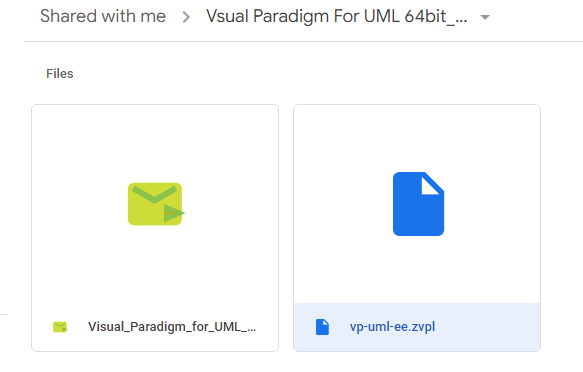 Shared with me > Vsual Paradigm For UML 64bit_...
Files
Visual_Paradigm_for_UML_...
vp-uml-ee.zvpl